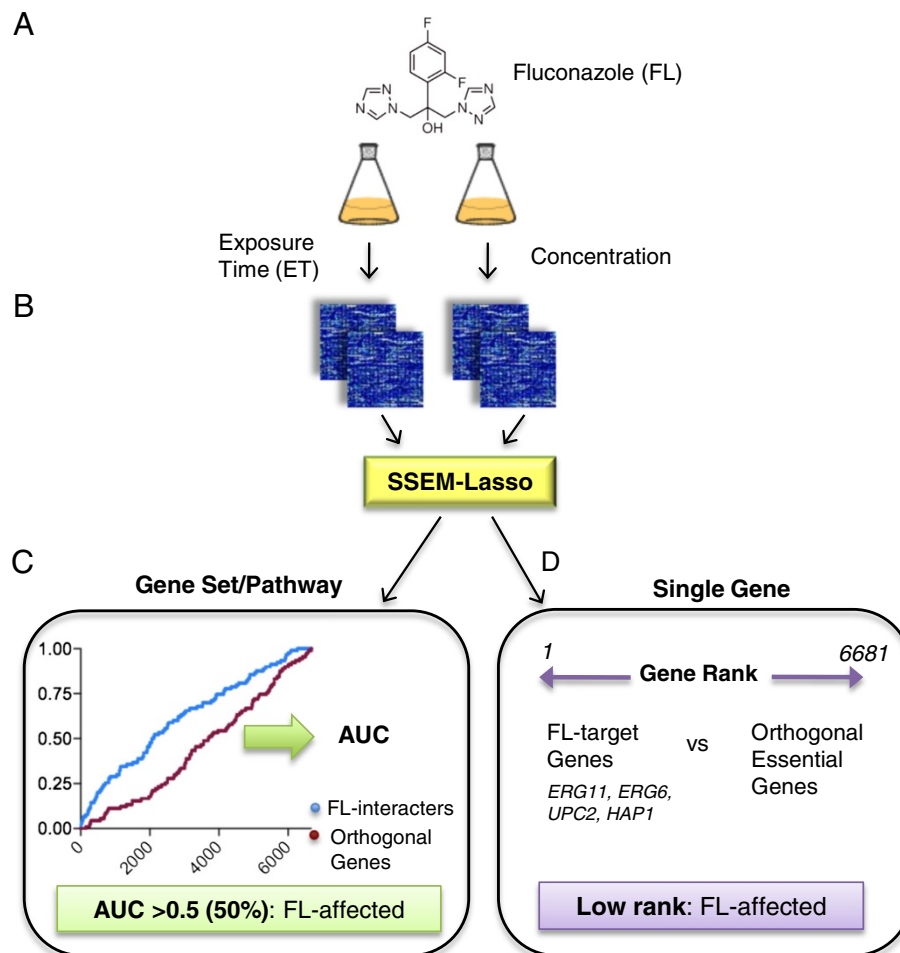 A
F
F
Fluconazole (FL)
N
N
N
N
N
N
OH
Exposure
Time (ET)
Concentration
B
SSEM-Lasso
C
D
Gene Set/Pathway
1.00
0.75
0.50
0.25
0.00
0
2000
4000
6000
AUC
FL-interacters
Orthogonal
Genes
AUC >0.5 (50%): FL-affected
Single Gene
1
6681
Gene Rank
FL-target
Genes
vs
Orthogonal
Essential
Genes
ERG11, ERG6,
UPC2, HAP1
Low rank: FL-affected